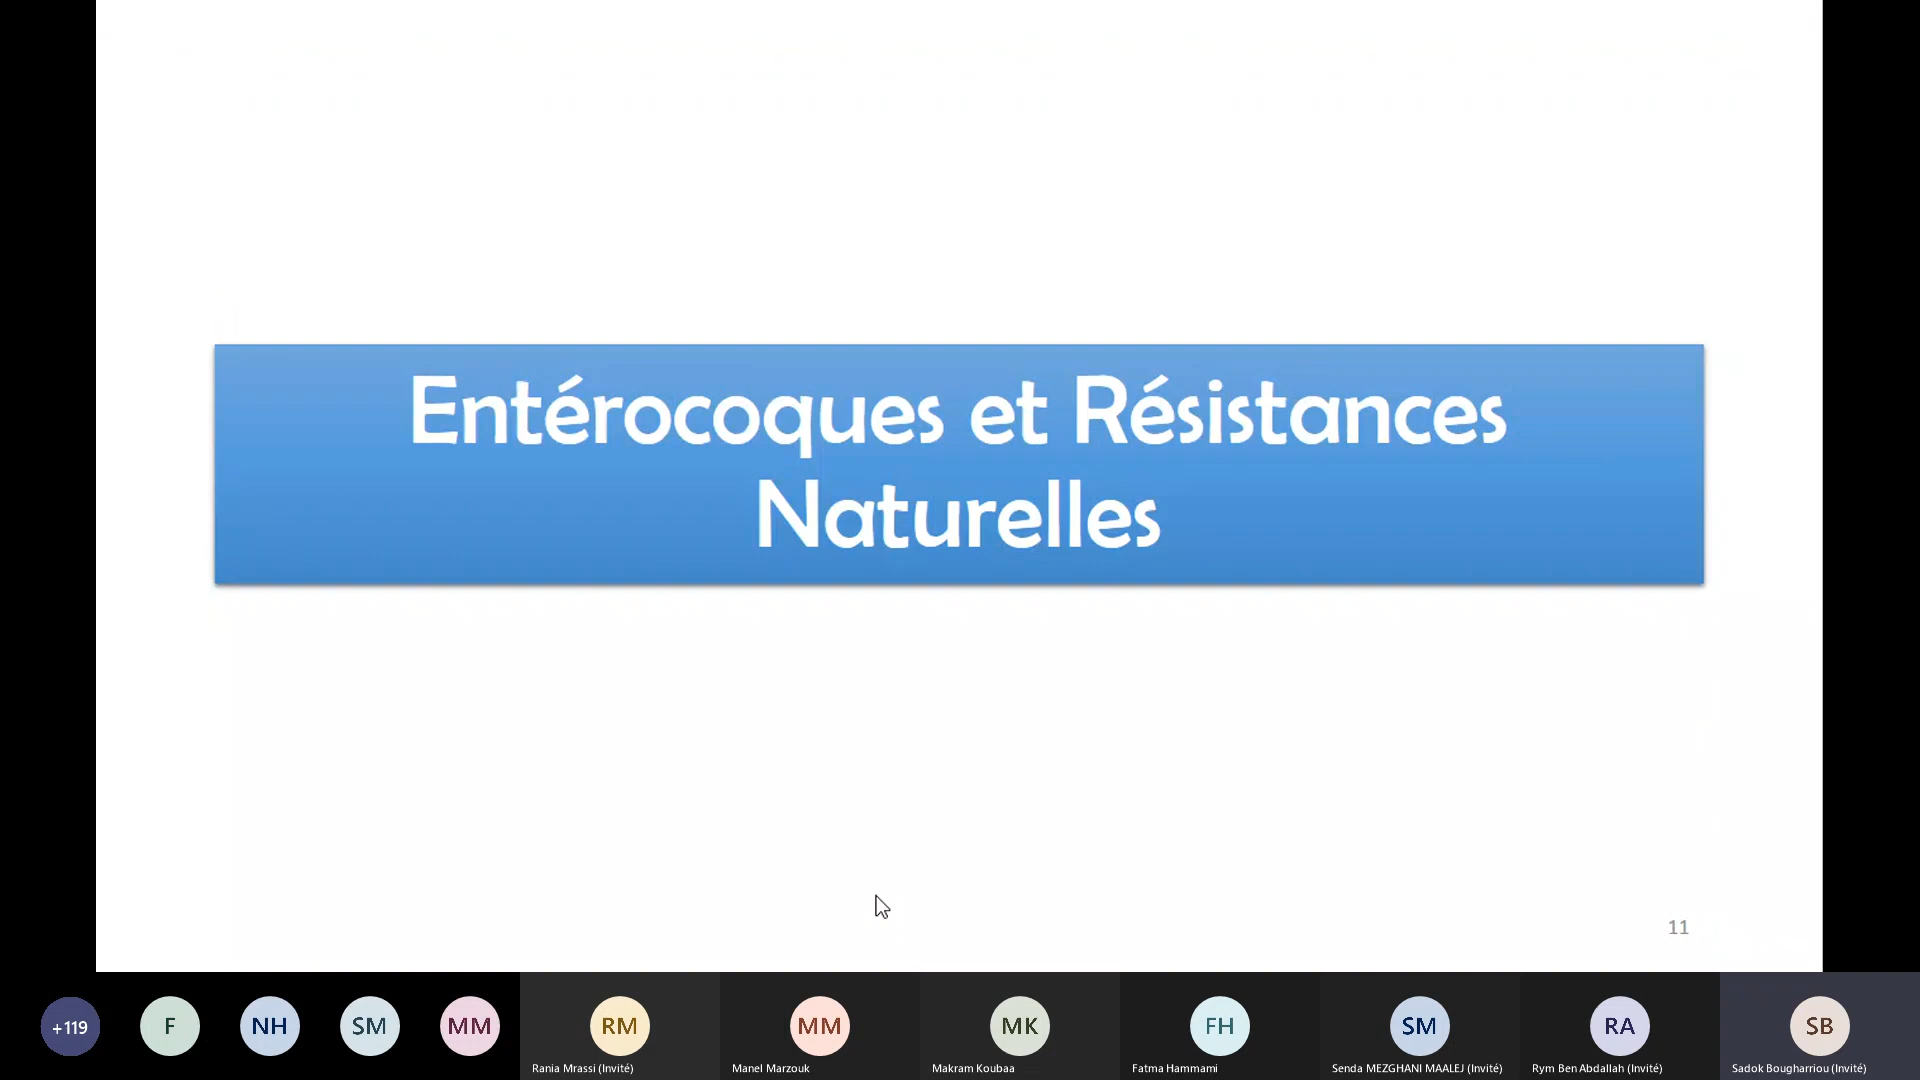 Entérocoques et Résistances
Naturelles
11
+119
F
NH
SM
MM
RM
MM
MK
FH
SM
RA
SB
Rania Mrassi (Invité)
Manel Marzouk
Makram Koubaa
Fatma Hammami
Senda MEZGHANI MAALEJ (Invité)
Rym Ben Abdallah (Invité)
Sadok Bougharriou (Invité)